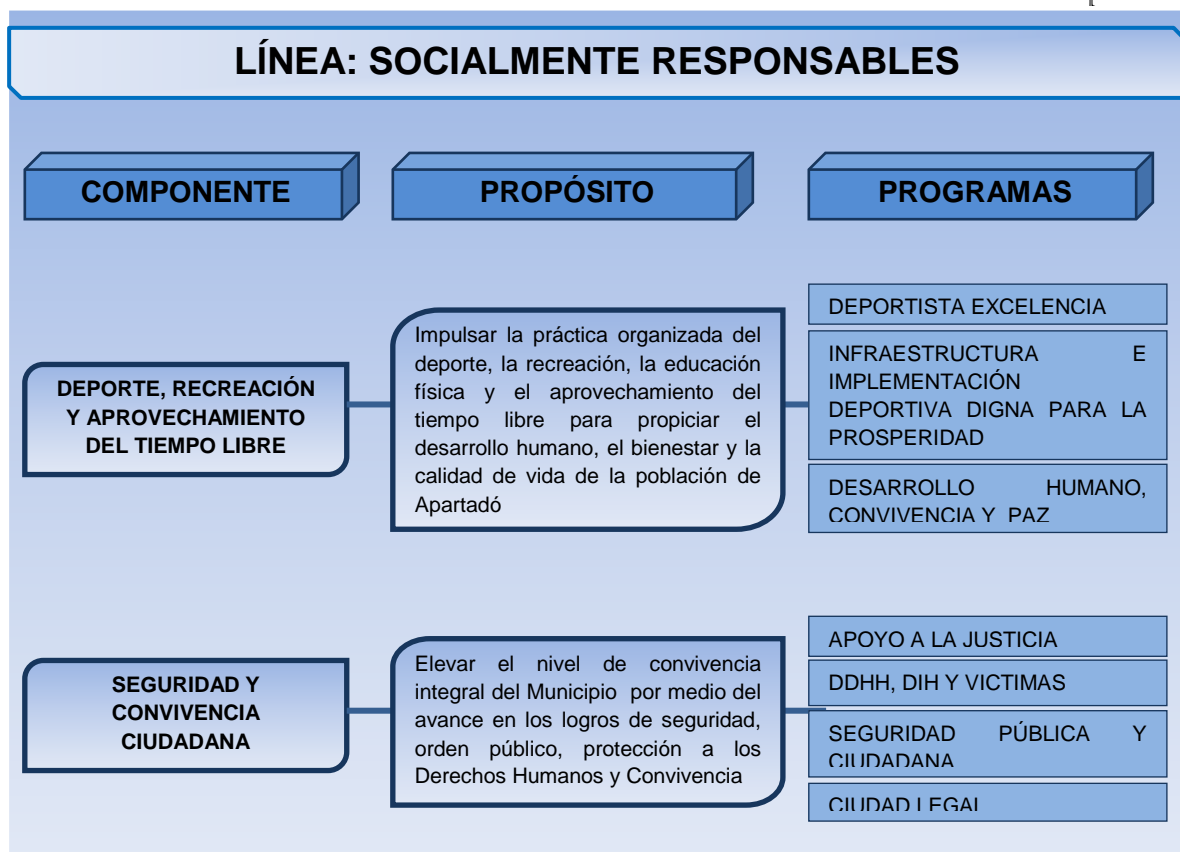 LÍNEA: SOCIALMENTE RESPONSABLES
COMPONENTE
PROPÓSITO
PROGRAMAS
DEPORTE, RECREACIÓN
Y APROVECHAMIENTO
DEL TIEMPO LIBRE
Impulsar la práctica organizada del
deporte, la recreación, la educación
física y el aprovechamiento del
tiempo libre para propiciar el
desarrollo humano, el bienestar y la
calidad de vida de la población de
Apartadó
DEPORTISTA EXCELENCIA
INFRAESTRUCTURA E
IMPLEMENTACIÓN
DEPORTIVA DIGNA PARA LA
PROSPERIDAD
DESARROLLO HUMANO,
CONVIVENCIA Y PAZ
SEGURIDAD Y
CONVIVENCIA
CIUDADANA
Elevar el nivel de convivencia
integral del Municipio por medio del
avance en los logros de seguridad,
orden público, protección a los
Derechos Humanos y Convivencia
APOYO A LA JUSTICIA
DDHH, DIH Y VICTIMAS
SEGURIDAD PÚBLICA Y
CIUDADANA
CIUDAD LEGAL